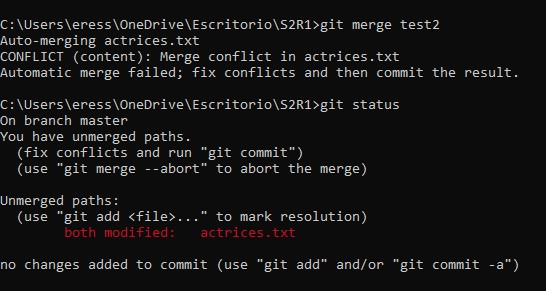 C:\Users\eress\OneDrive\Escritorio\S2R1>git merge test2
Auto-merging actrices.txt
CONFLICT (content): Merge conflict in actrices.txt
Automatic merge failed; fix conflicts and then commit the result.

C:\Users\eress\OneDrive\Escritorio\S2R1>git status
On branch master
You have unmerged paths.
  (fix conflicts and run "git commit")
  (use "git merge --abort" to abort the merge)

Unmerged paths:
  (use "git add <file>..." to mark resolution)
        both modified:   actrices.txt

no changes added to commit (use "git add" and/or "git commit -a")